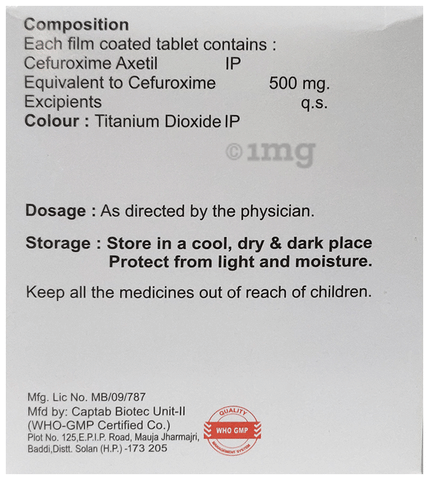 Composition
Each film coated tablet contains :
Cefuroxime Axetil IP
Equivalent to Cefuroxime 500 mg.
Excipients q.s.
Colour : Titanium Dioxide IP
©1mg
Dosage : As directed by the physician.
Storage : Store in a cool, dry & dark place
Protect from light and moisture.
Keep all the medicines out of reach of children.
Mfg. Lic No. MB/09/787
Mfd by: Captab Biotec Unit-II
(WHO-GMP Certified Co.)
Plot No. 125,E.P.I.P. Road, Mauja Jharmajri,
Baddi,Distt. Solan (H.P.) -173 205
QUALITY
WHO GMP
MANAGEMENT SYSTEM